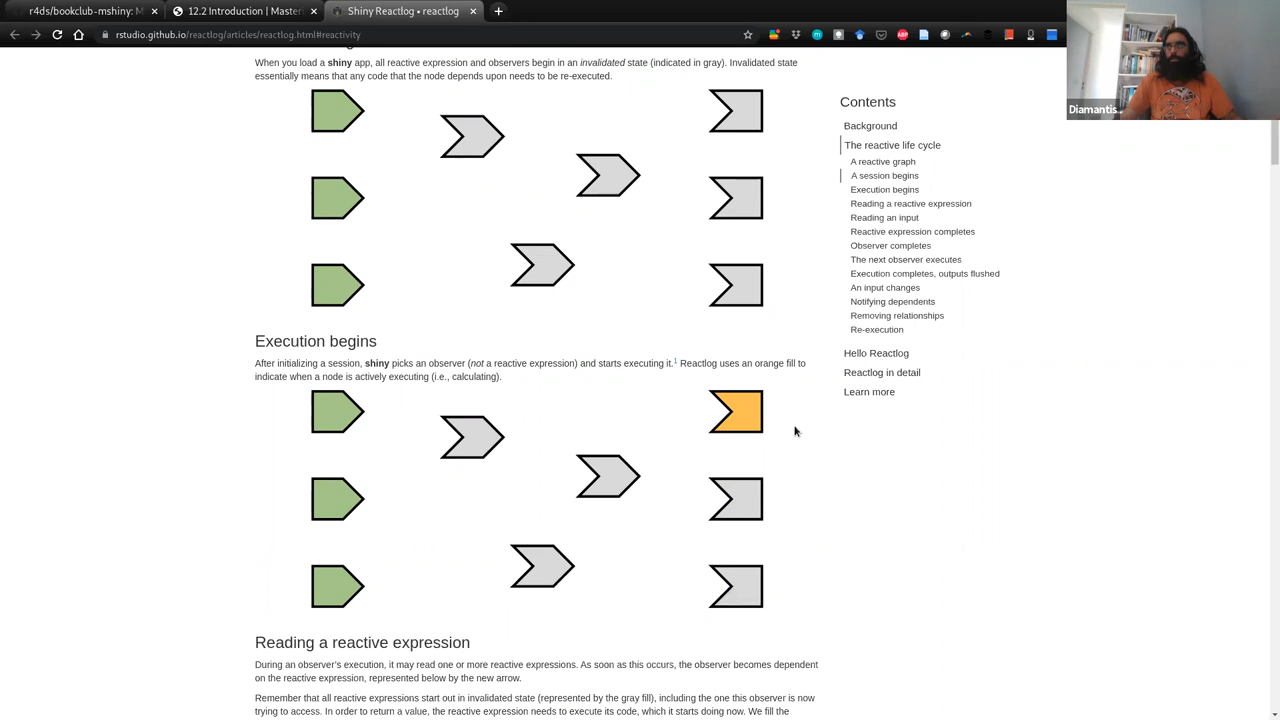 r4ds/bookclub-mshiny: M
12.2 Introduction | Master
Shiny Reactlog • reactlog
rstudio.github.io/reactlog/articles/reactlog.html#reactivity
When you load a shiny app, all reactive expression and observers begin in an invalidated state (indicated in gray). Invalidated state
essentially means that any code that the node depends upon needs to be re-executed.
Execution begins
After initializing a session, shiny picks an observer (not a reactive expression) and starts executing it.1 Reactlog uses an orange fill to
indicate when a node is actively executing (i.e., calculating).
Reading a reactive expression
During an observer's execution, it may read one or more reactive expressions. As soon as this occurs, the observer becomes dependent
on the reactive expression, represented below by the new arrow.
Remember that all reactive expressions start out in invalidated state (represented by the gray fill), including the one this observer is now
trying to access. In order to return a value, the reactive expression needs to execute its code, which it starts doing now. We fill the
Contents
Background
The reactive life cycle
A reactive graph
A session begins
Execution begins
Reading a reactive expression
Reading an input
Reactive expression completes
Observer completes
The next observer executes
Execution completes, outputs flushed
An input changes
Notifying dependents
Removing relationships
Re-execution
Hello Reactlog
Reactlog in detail
Learn more
Diamantis...